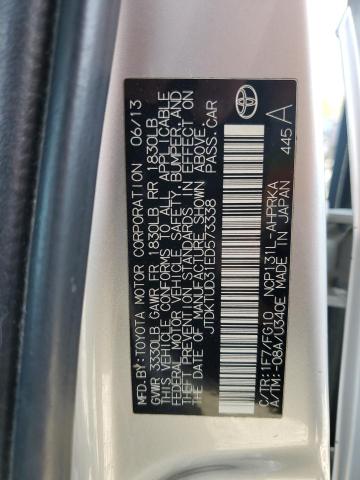 MFD.BY:TOYOTA MOTOR CORPORATION 06/13
GVWR 3330LB GAWR FR 1830LB RR 1830LB
THIS VEHICLE CONFORMS TO ALL APPLICABLE
FEDERAL MOTOR VEHICLE SAFETY, BUMPER, AND
THEFT PREVENTION STANDARDS IN EFFECT ON THE
DATE OF MANUFACTURE SHOWN ABOVE.
JTDKTUD31ED573338 PASS.CAR
C/TR:1F7/FG10 NCP131L-AHPRKA
A/TM:-08A/U340E MADE IN JAPAN
445 A